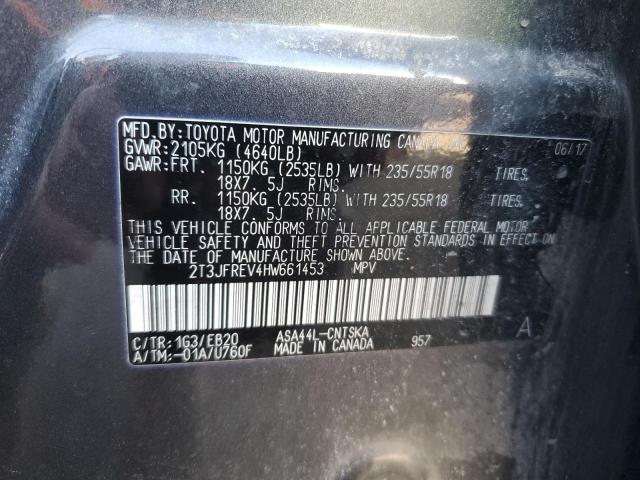 MFD.BY:TOYOTA MOTOR MANUFACTURING CANADA INC. 06/17
GVWR:2105KG (4640LB)
GAWR:FRT. 1150KG (2535LB) WITH 235/55R18 TIRES.
18X7.5J RIMS.
RR. 1150KG (2535LB) WITH 235/55R18 TIRES.
18X7.5J RIMS.
THIS VEHICLE CONFORMS TO ALL APPLICABLE FEDERAL MOTOR
VEHICLE SAFETY AND THEFT PREVENTION STANDARDS IN EFFECT ON
THE DATE OF MANUFACTURE SHOWN ABOVE.
2T3JFREV4HW661453 MPV
A
C/TR:1G3/EB20 ASA44L-CNTSKA
A/TM:-01A/U760F MADE IN CANADA 957